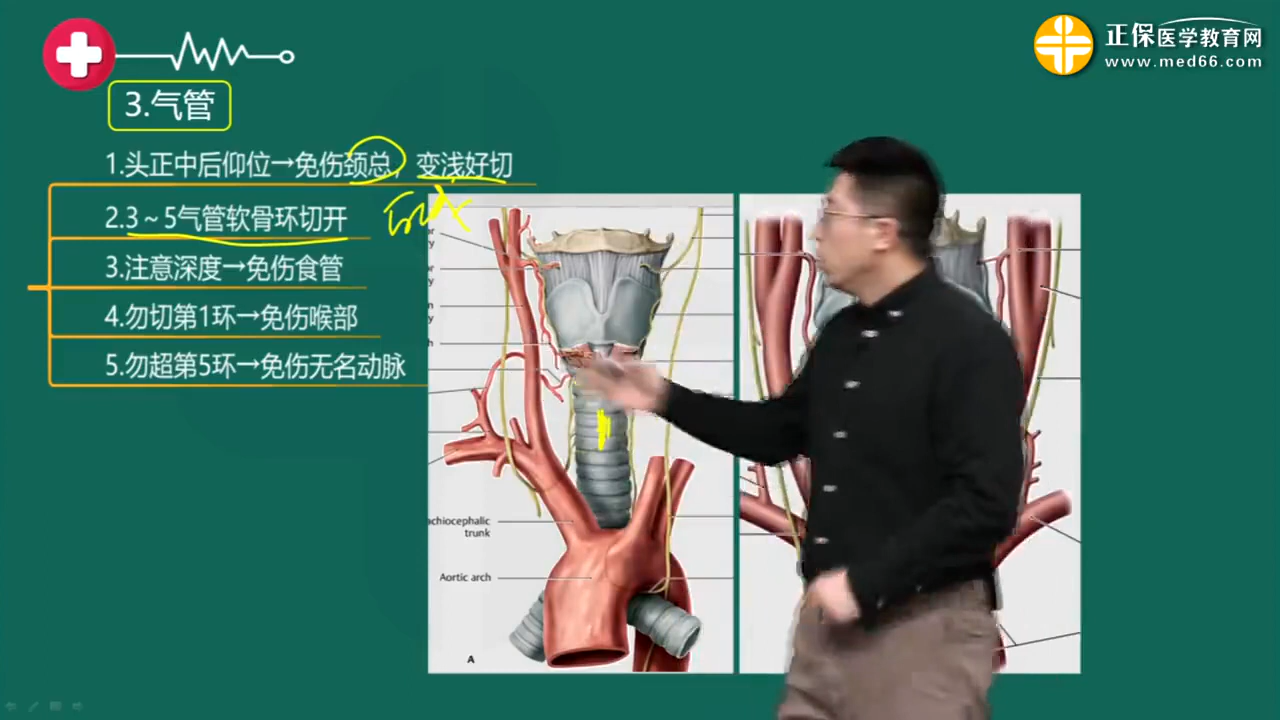 正保医学教育网
www.med66.com
3.气管
1.头正中后仰位→免伤颈总,变浅好切
2.3~5气管软骨环切开
3.注意深度→免伤食管
4.勿切第1环→免伤喉部
5.勿超第5环→免伤无名动脉
achiocephalic
trunk
Aortic arch
A